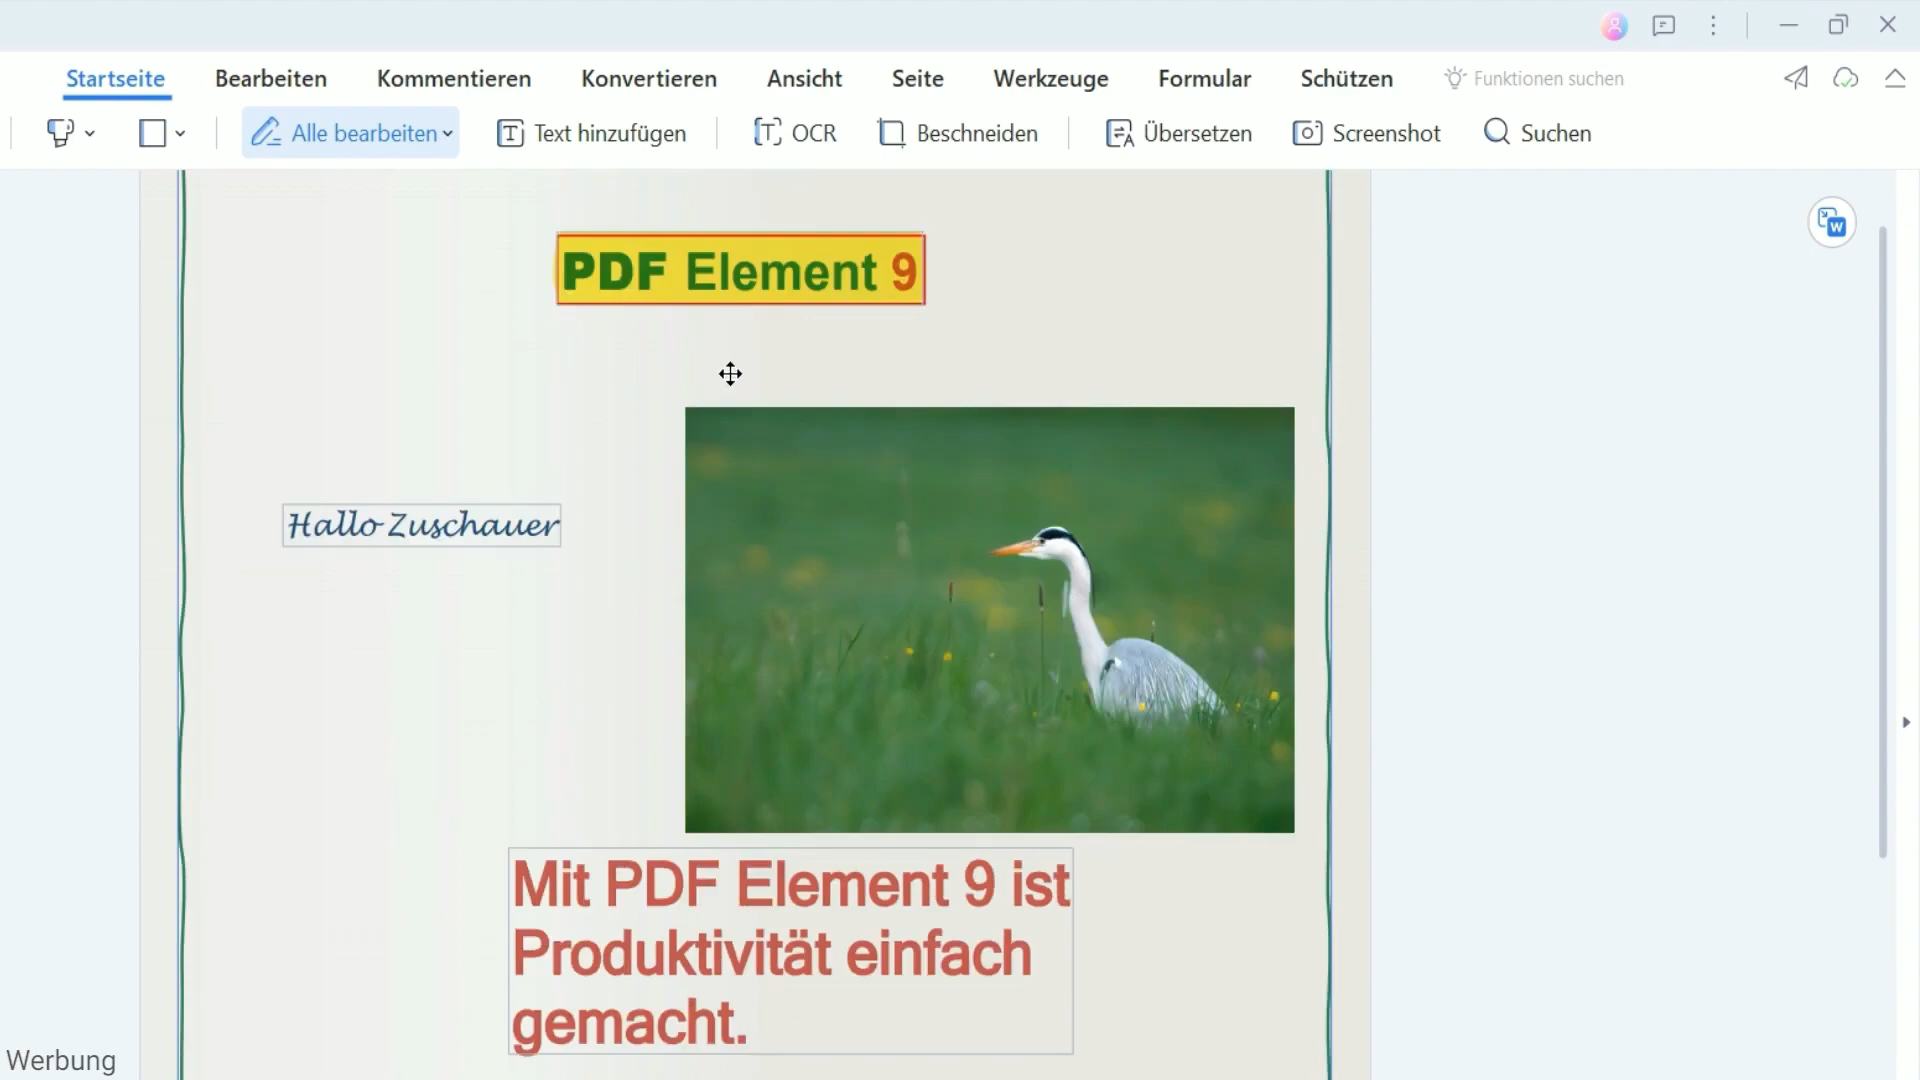 Startseite Bearbeiten Kommentieren Konvertieren Ansicht Seite Werkzeuge Formular Schützen Funktionen suchen
Alle bearbeiten Text hinzufügen OCR Beschneiden Übersetzen Screenshot Suchen
PDF Element 9
Hallo Zuschauer
Mit PDF Element 9 ist
Produktivität einfach
gemacht.
Werbung